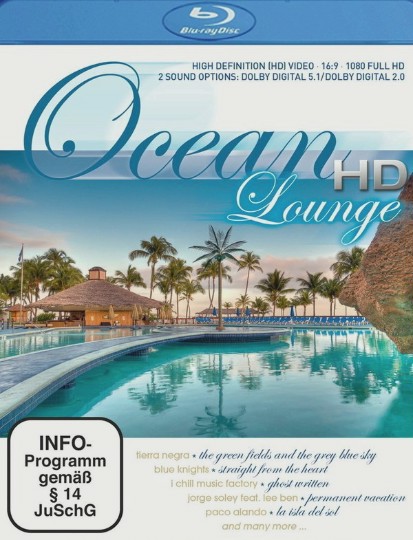 Blu-ray Disc
HIGH DEFINITION (HD) VIDEO · 16:9 · 1080 FULL HD
2 SOUND OPTIONS: DOLBY DIGITAL 5.1/DOLBY DIGITAL 2.0
Ocean
HD
Lounge
INFO-
Programm
gemäß
§ 14
JuSchG
tierra negra * the green fields and the grey blue sky
blue knights * straight from the heart
i chill music factory * ghost written
jorge soley feat. lee ben * permanent vacation
paco alando * la isla del sol
and many more ...